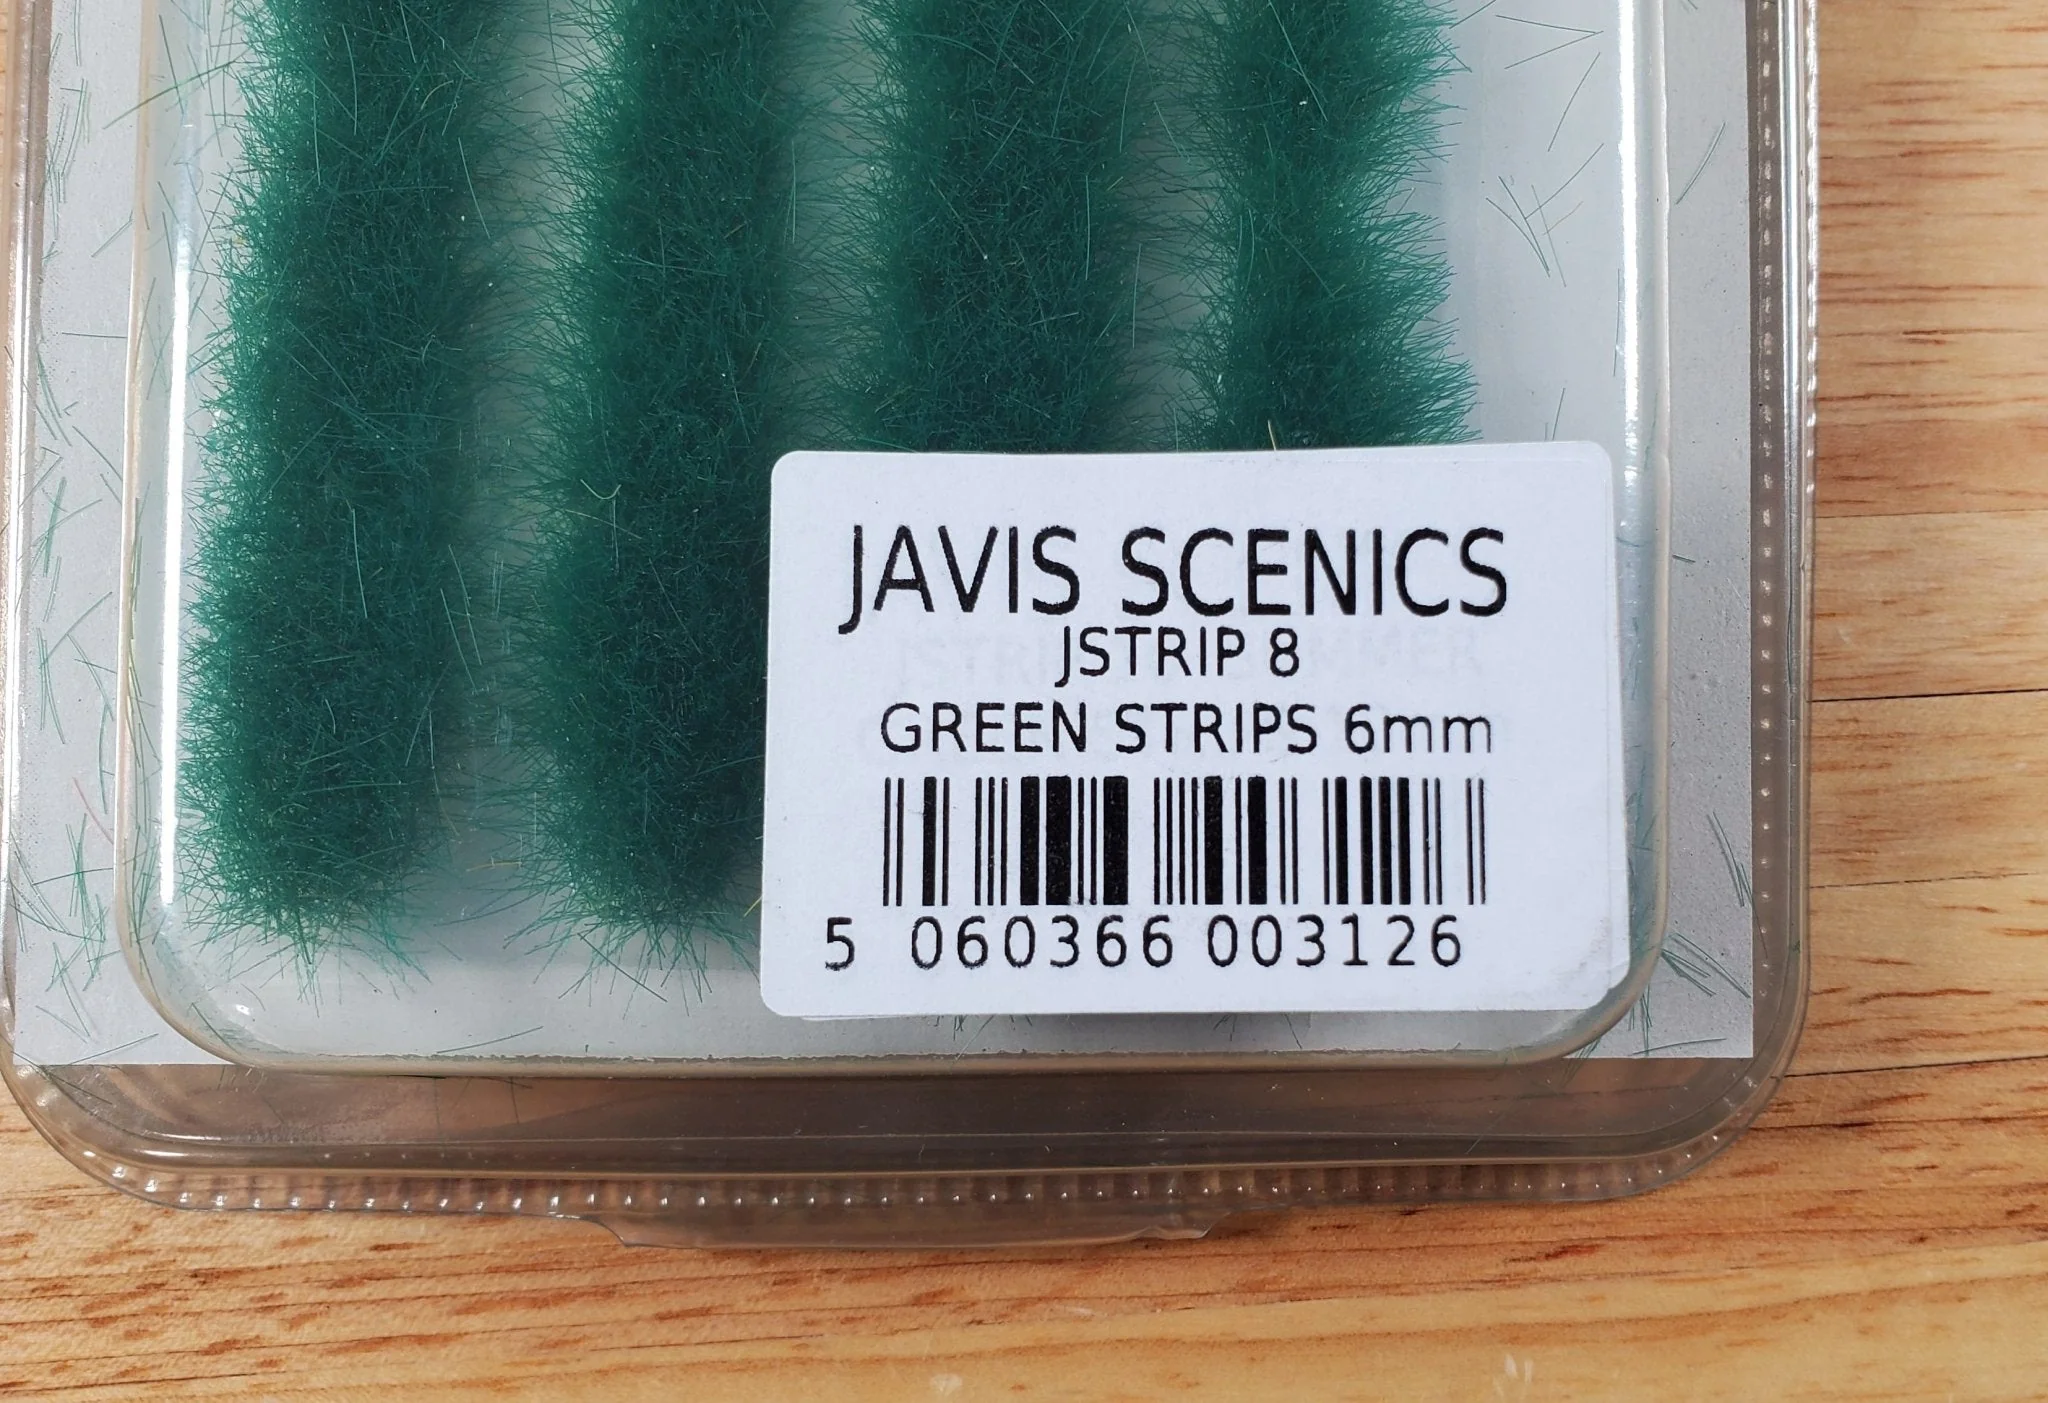 JAVIS SCENICS
JSTRIP 8
GREEN STRIPS 6mm
5 060366 003126